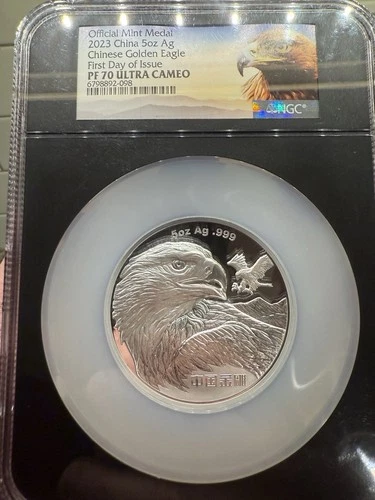 Official Mint Medal
2023 China 5oz Ag
Chinese Golden Eagle
First Day of Issue
PF 70 ULTRA CAMEO
6798892-098
NGC®
5oz Ag .999
中国金雕